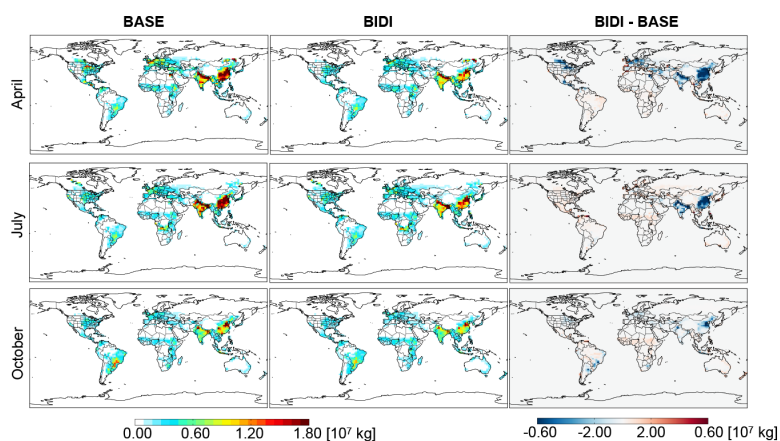 BASE BIDI BIDI - BASE
April
July
October
0.00 0.60 1.20 1.80 [10⁷ kg]
-0.60 -2.00 2.00 0.60 [10⁷ kg]